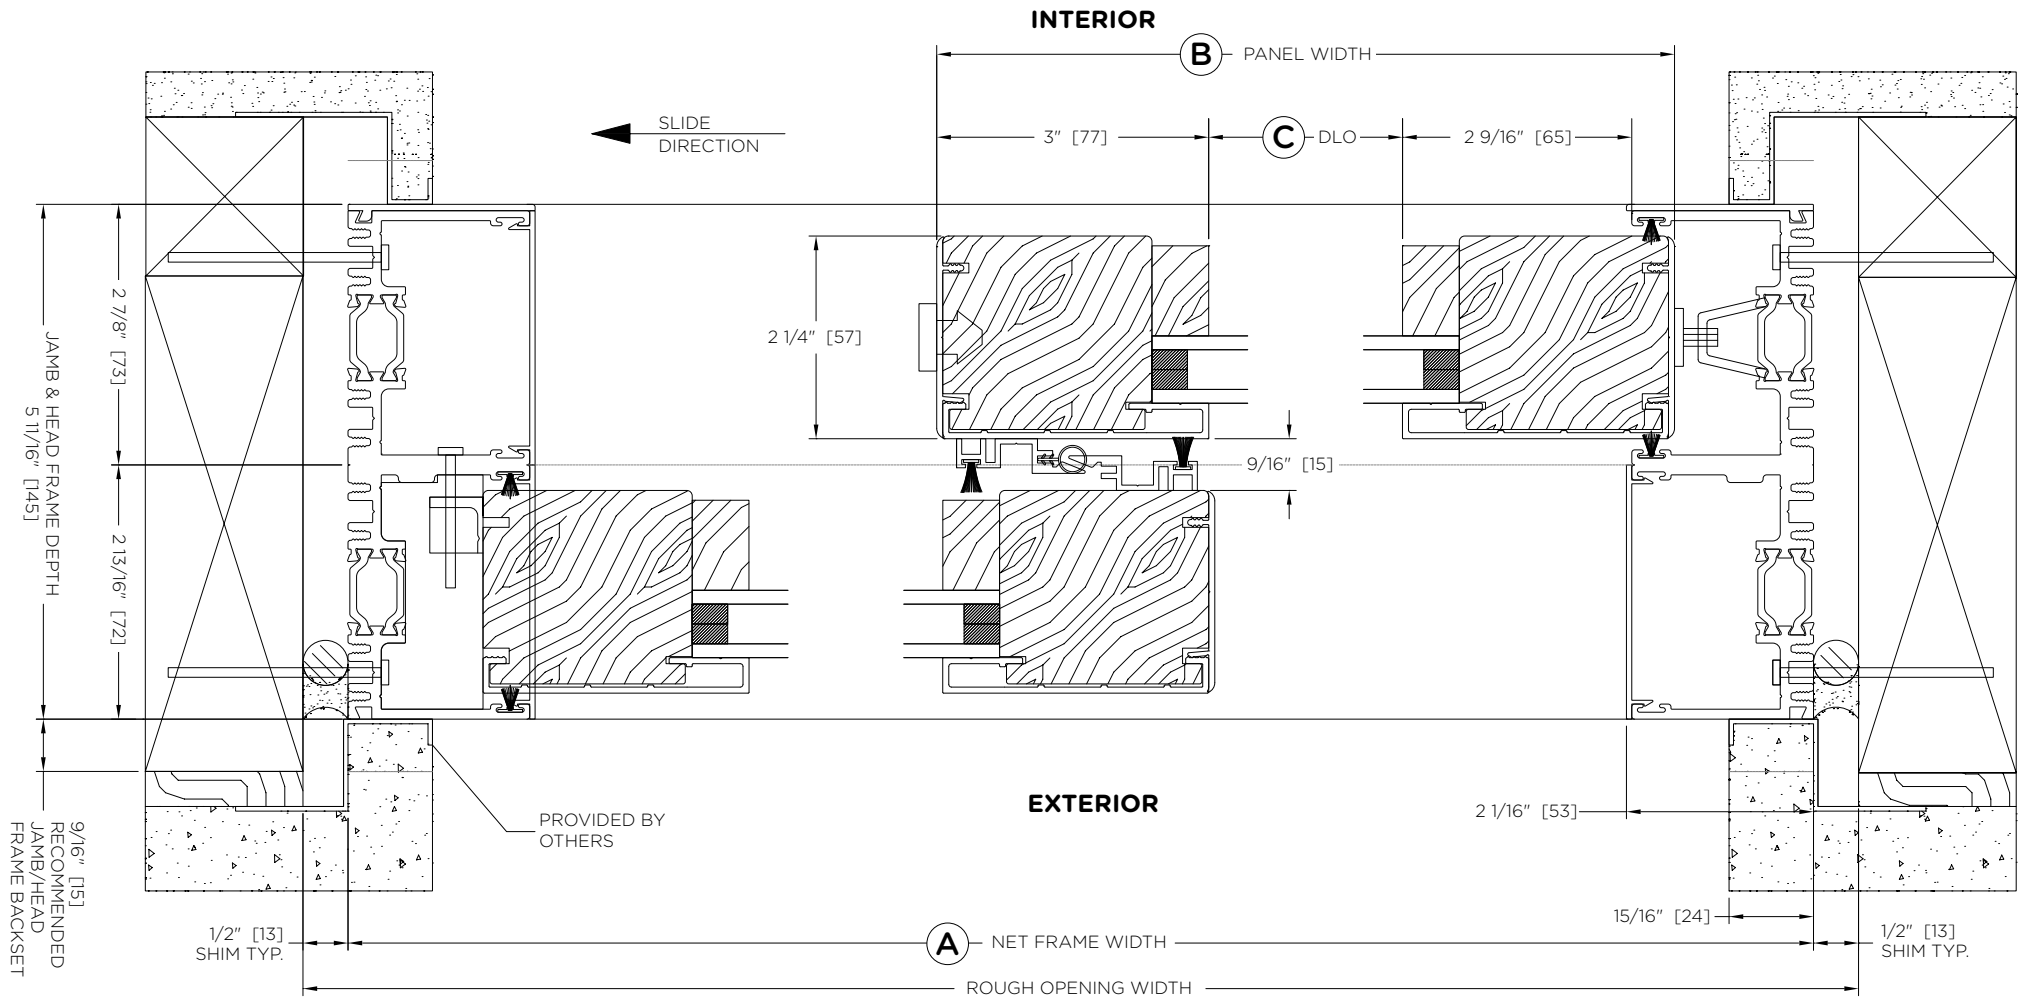 INTERIOR
B PANEL WIDTH
SLIDE
DIRECTION
3" [77]
C DLO
2 9/16" [65]
2 1/4" [57]
9/16" [15]
2 7/8" [73]
JAMB & HEAD FRAME DEPTH
5 11/16" [145]
2 13/16" [72]
9/16" [15]
RECOMMENDED
JAMB/HEAD
FRAME BACKSET
PROVIDED BY
OTHERS
EXTERIOR
2 1/16" [53]
15/16" [24]
1/2" [13]
SHIM TYP.
A NET FRAME WIDTH
1/2" [13]
SHIM TYP.
ROUGH OPENING WIDTH